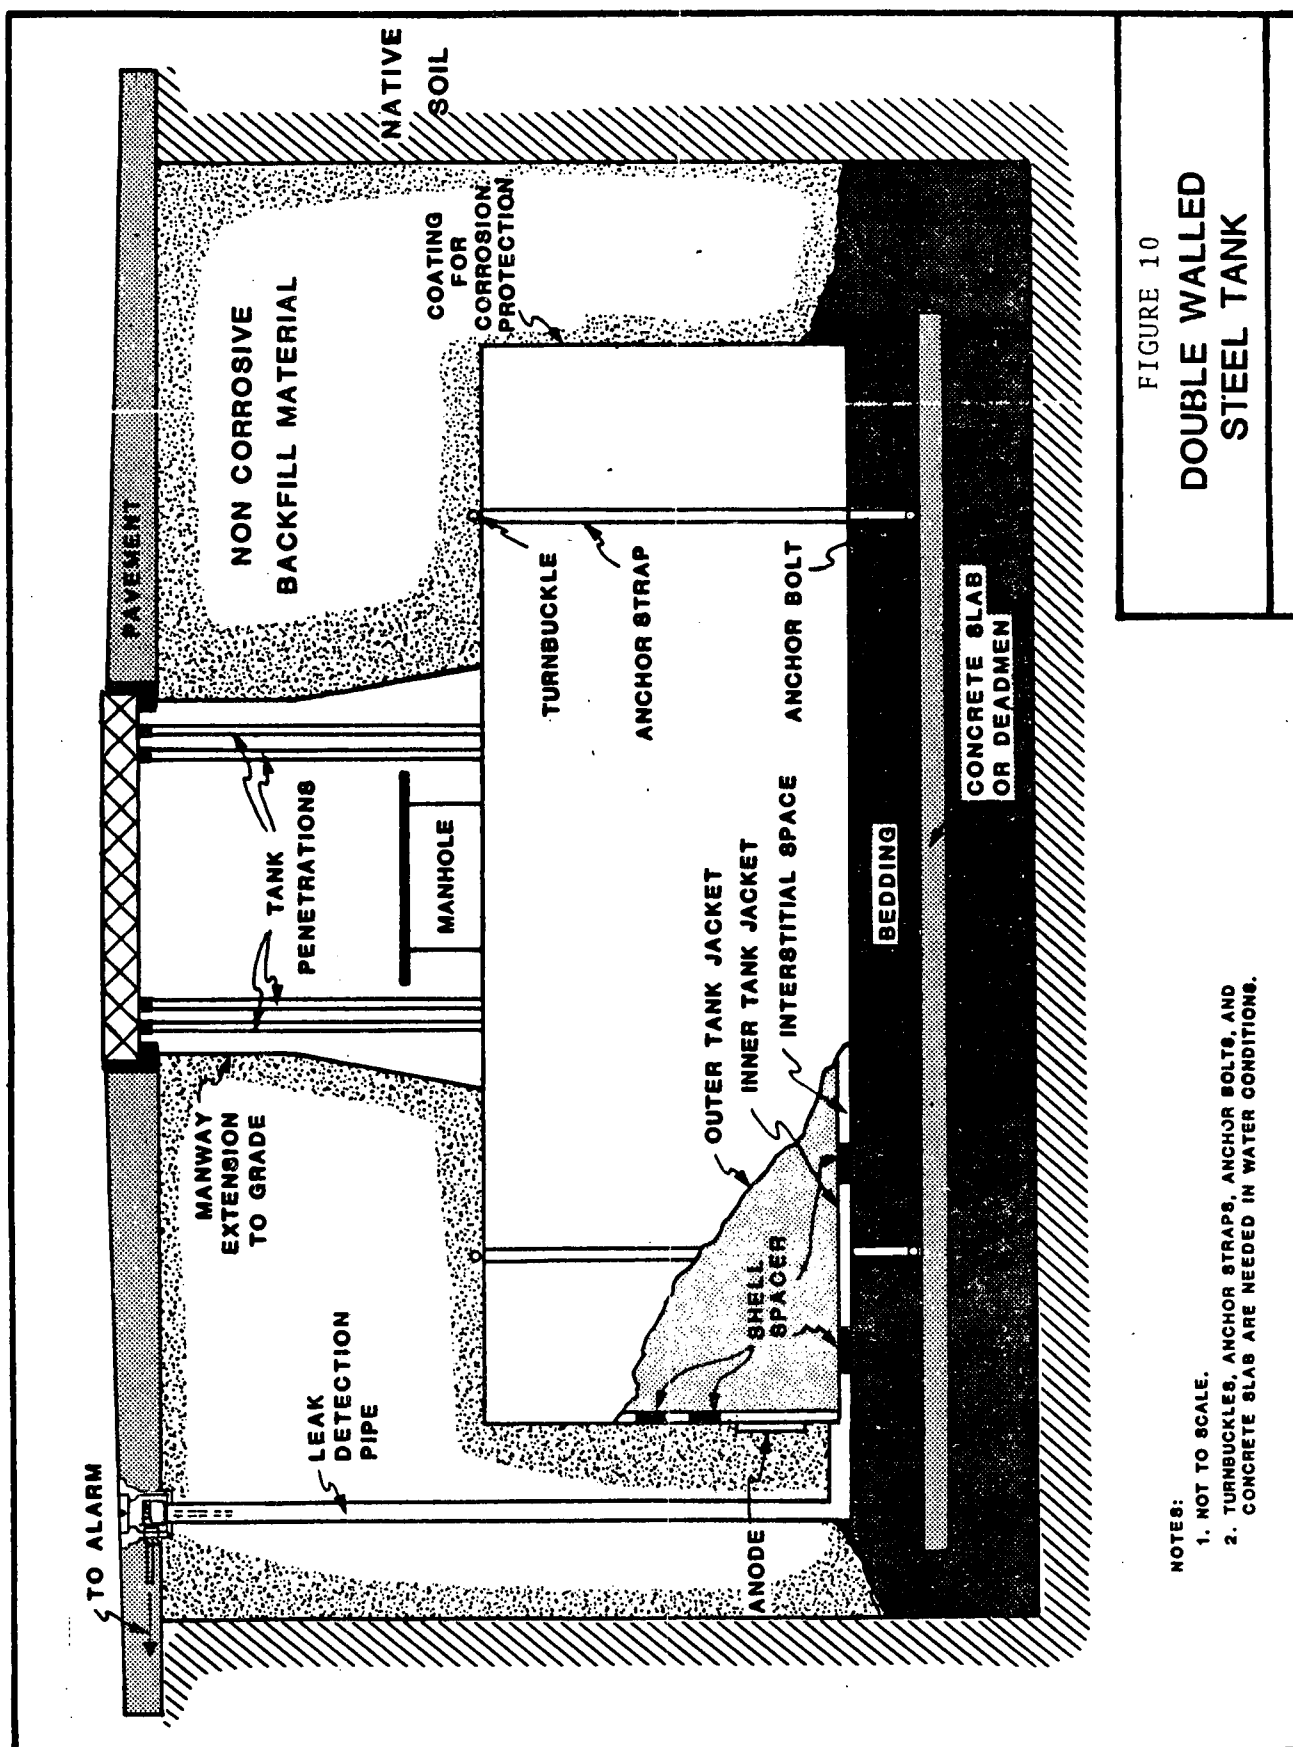 TO ALARM
PAVEMENT
NATIVE
SOIL
LEAK
DETECTION
PIPE
MANWAY
EXTENSION
TO GRADE
TANK
PENETRATIONS
MANHOLE
NON CORROSIVE
BACKFILL MATERIAL
COATING
FOR
CORROSION
PROTECTION
TURNBUCKLE
ANCHOR STRAP
ANCHOR BOLT
OUTER TANK JACKET
INNER TANK JACKET
INTERSTITIAL SPACE
SHELL
SPACER
ANODE
BEDDING
CONCRETE SLAB
OR DEADMEN
NOTES:
1. NOT TO SCALE.
2. TURNBUCKLES, ANCHOR STRAPS, ANCHOR BOLTS, AND
CONCRETE SLAB ARE NEEDED IN WATER CONDITIONS.
FIGURE 10
DOUBLE WALLED
STEEL TANK